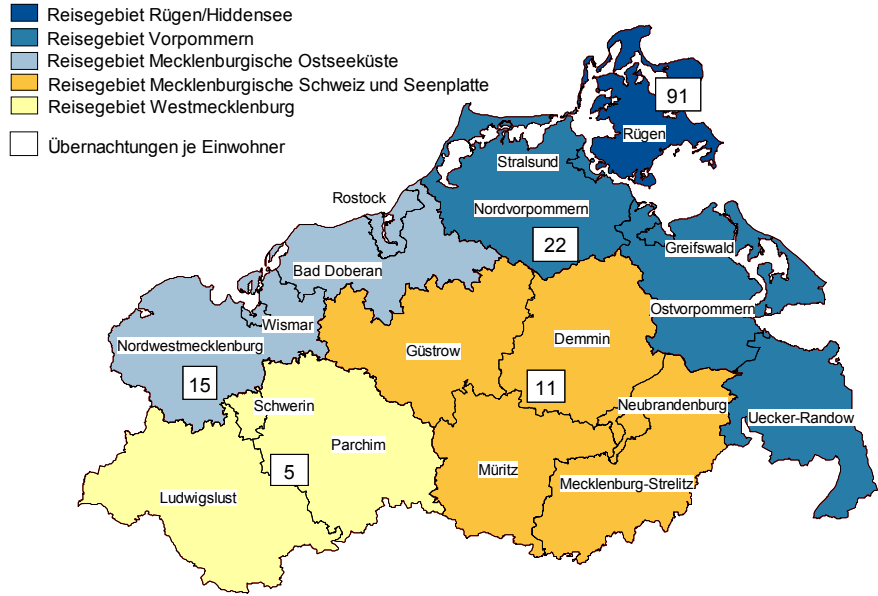 Reisegebiet Rügen/Hiddensee
Reisegebiet Vorpommern
Reisegebiet Mecklenburgische Ostseeküste
Reisegebiet Mecklenburgische Schweiz und Seenplatte
Reisegebiet Westmecklenburg
Übernachtungen je Einwohner
91
Rügen
Stralsund
Rostock
Nordvorpommern
22
Greifswald
Bad Doberan
Ostvorpommern
Wismar
Nordwestmecklenburg
Güstrow
Demmin
15
11
Schwerin
Neubrandenburg
Uecker-Randow
Parchim
5
Müritz
Mecklenburg-Strelitz
Ludwigslust